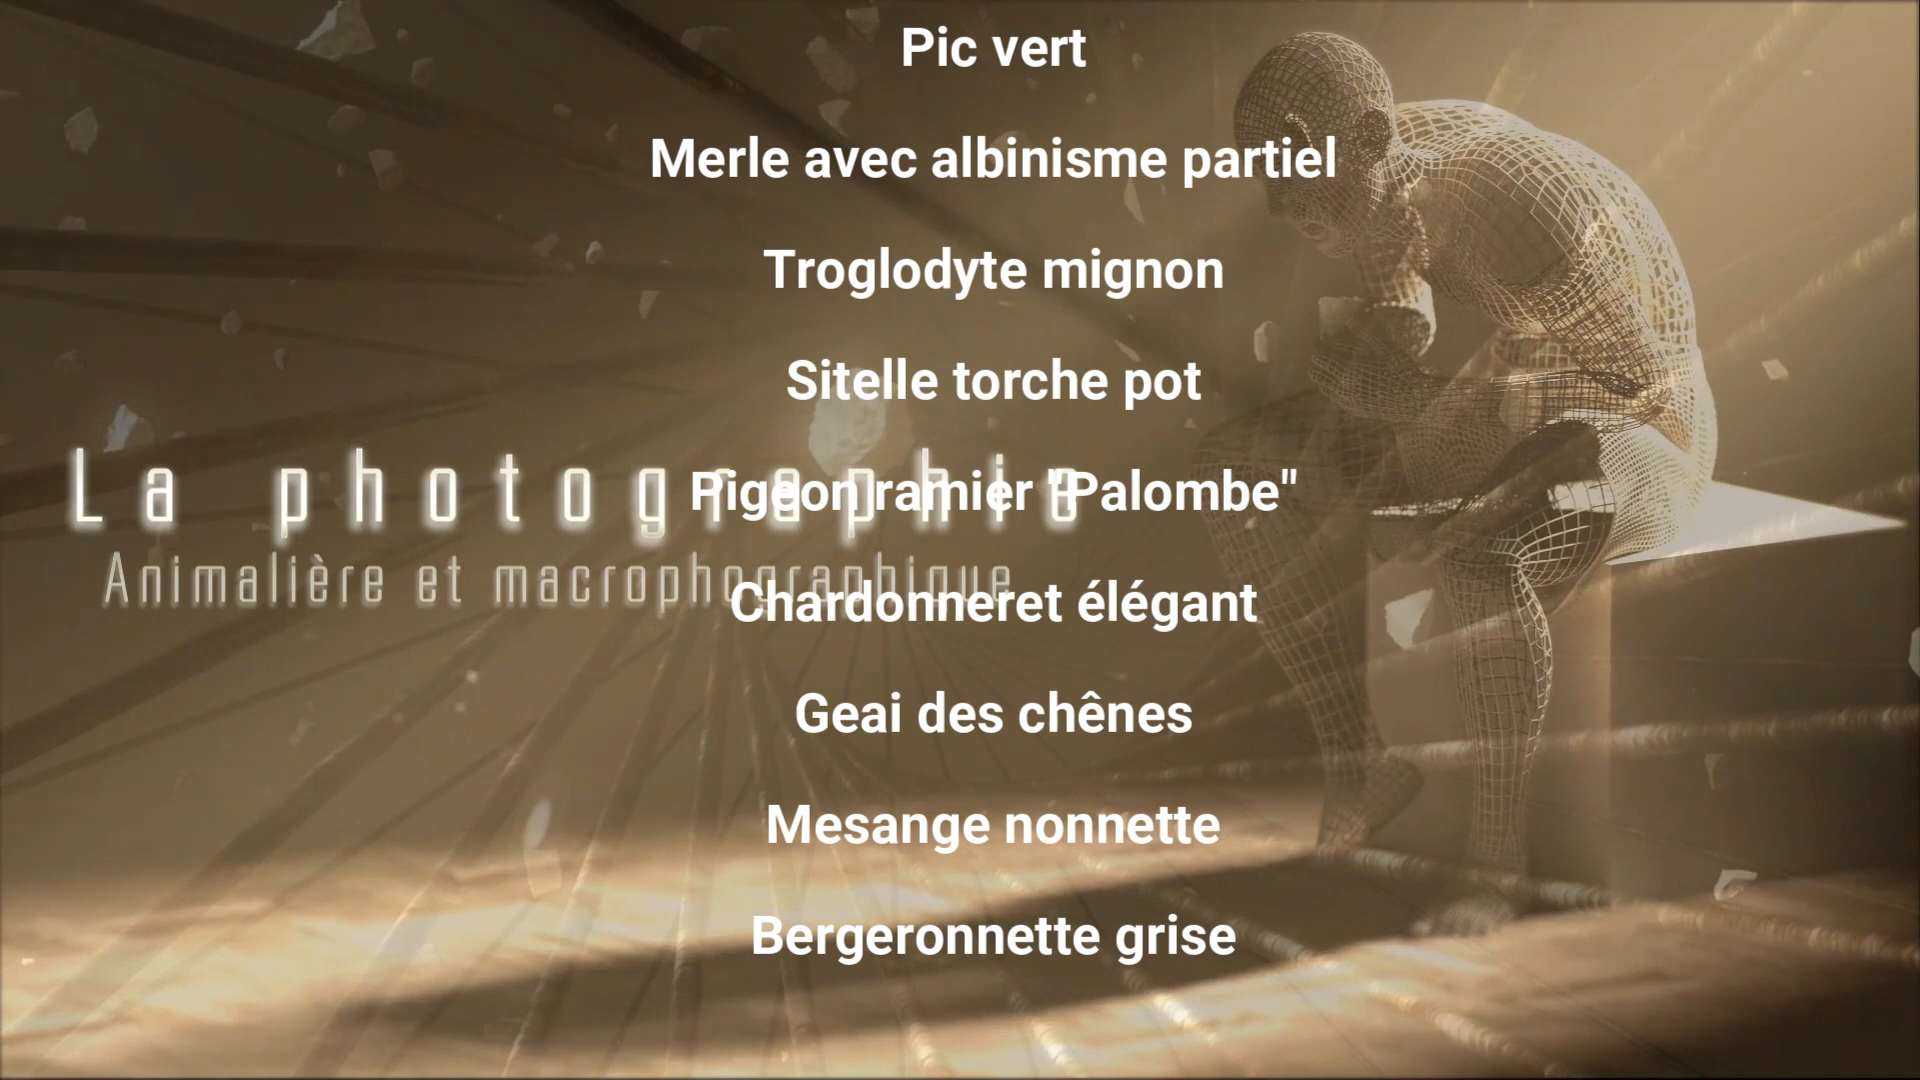 Pic vert
Merle avec albinisme partiel
Troglodyte mignon
Sitelle torche pot
La photographie
Pigeon ramier "Palombe"
Animalière et macrophographique
Chardonneret élégant
Geai des chênes
Mesange nonnette
Bergeronnette grise